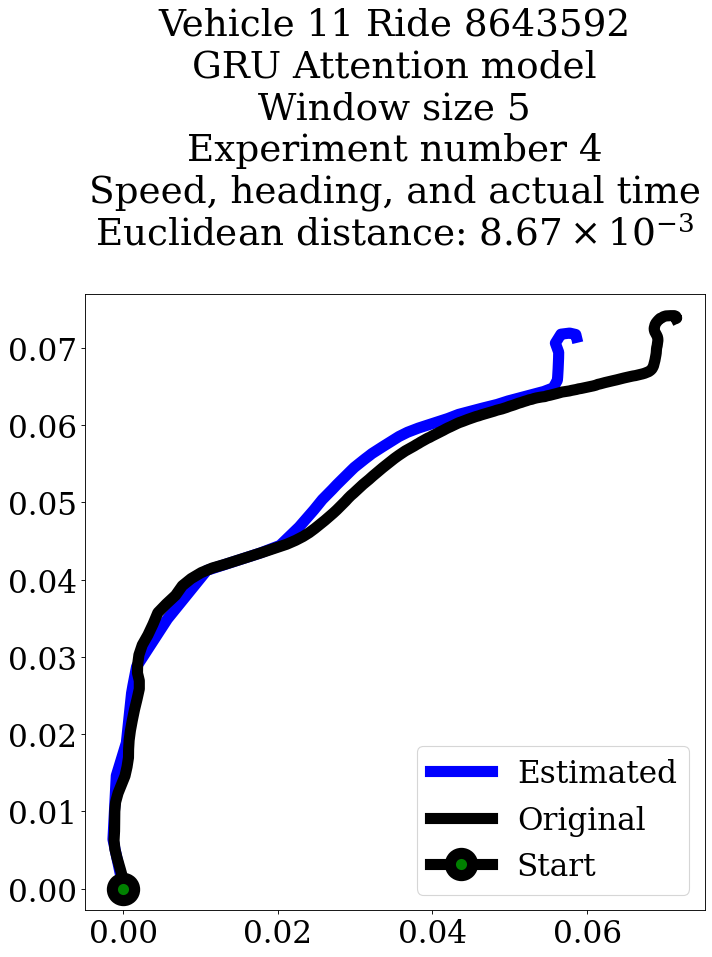 Vehicle 11 Ride 8643592
GRU Attention model
Window size 5
Experiment number 4
Speed, heading, and actual time
Euclidean distance: 8.67 × 10⁻³
0.07
0.06
0.05
0.04
0.03
0.02
0.01
0.00
Estimated
Original
Start
0.00 0.02 0.04 0.06